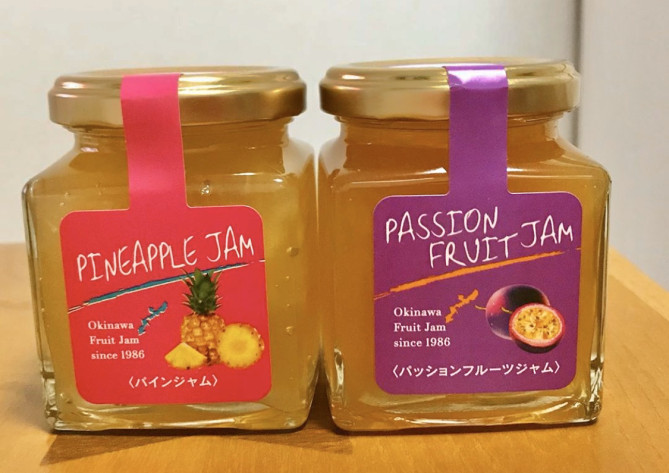 PINEAPPLE JAM
Okinawa
Fruit Jam
since 1986
〈パインジャム〉
PASSION
FRUIT JAM
Okinawa
Fruit Jam
since 1986
〈パッションフルーツジャム〉